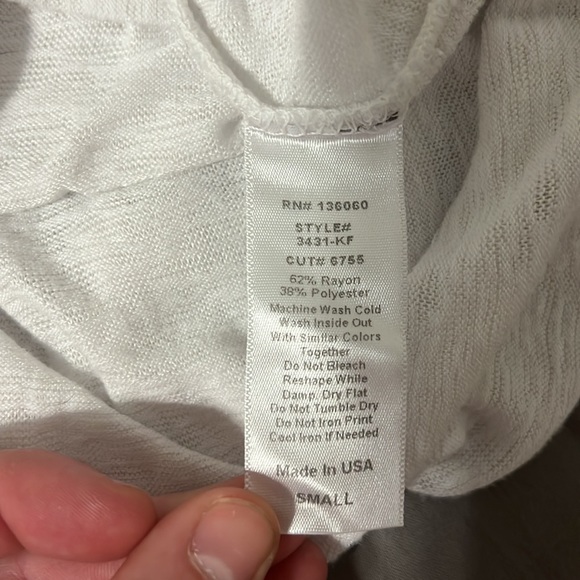 RN# 136060
STYLE#
3431-KF
CUT# 6755
62% Rayon
38% Polyester
Machine Wash Cold
Wash Inside Out
With Similar Colors
Together
Do Not Bleach
Reshape While
Damp, Dry Flat
Do Not Tumble Dry
Do Not Iron Print
Cool Iron If Needed
Made In USA
SMALL